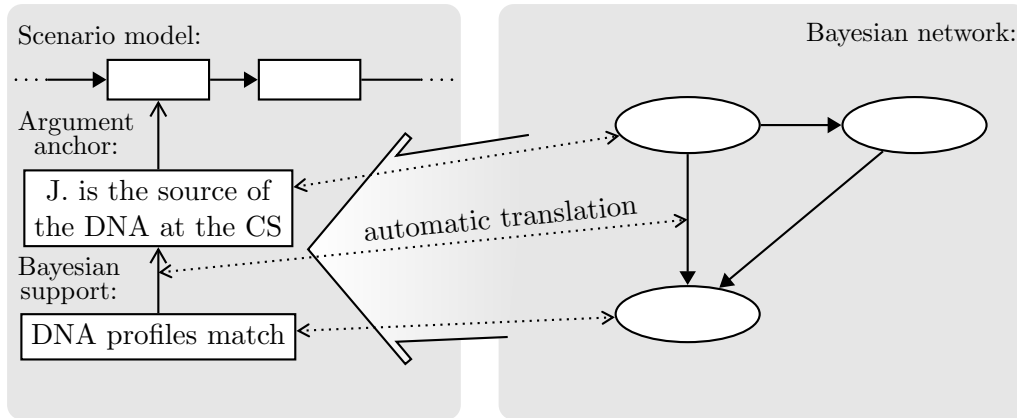 Scenario model:
Bayesian network:
. . .
. . .
Argument
anchor:
J. is the source of
the DNA at the CS
automatic translation
Bayesian
support:
DNA profiles match